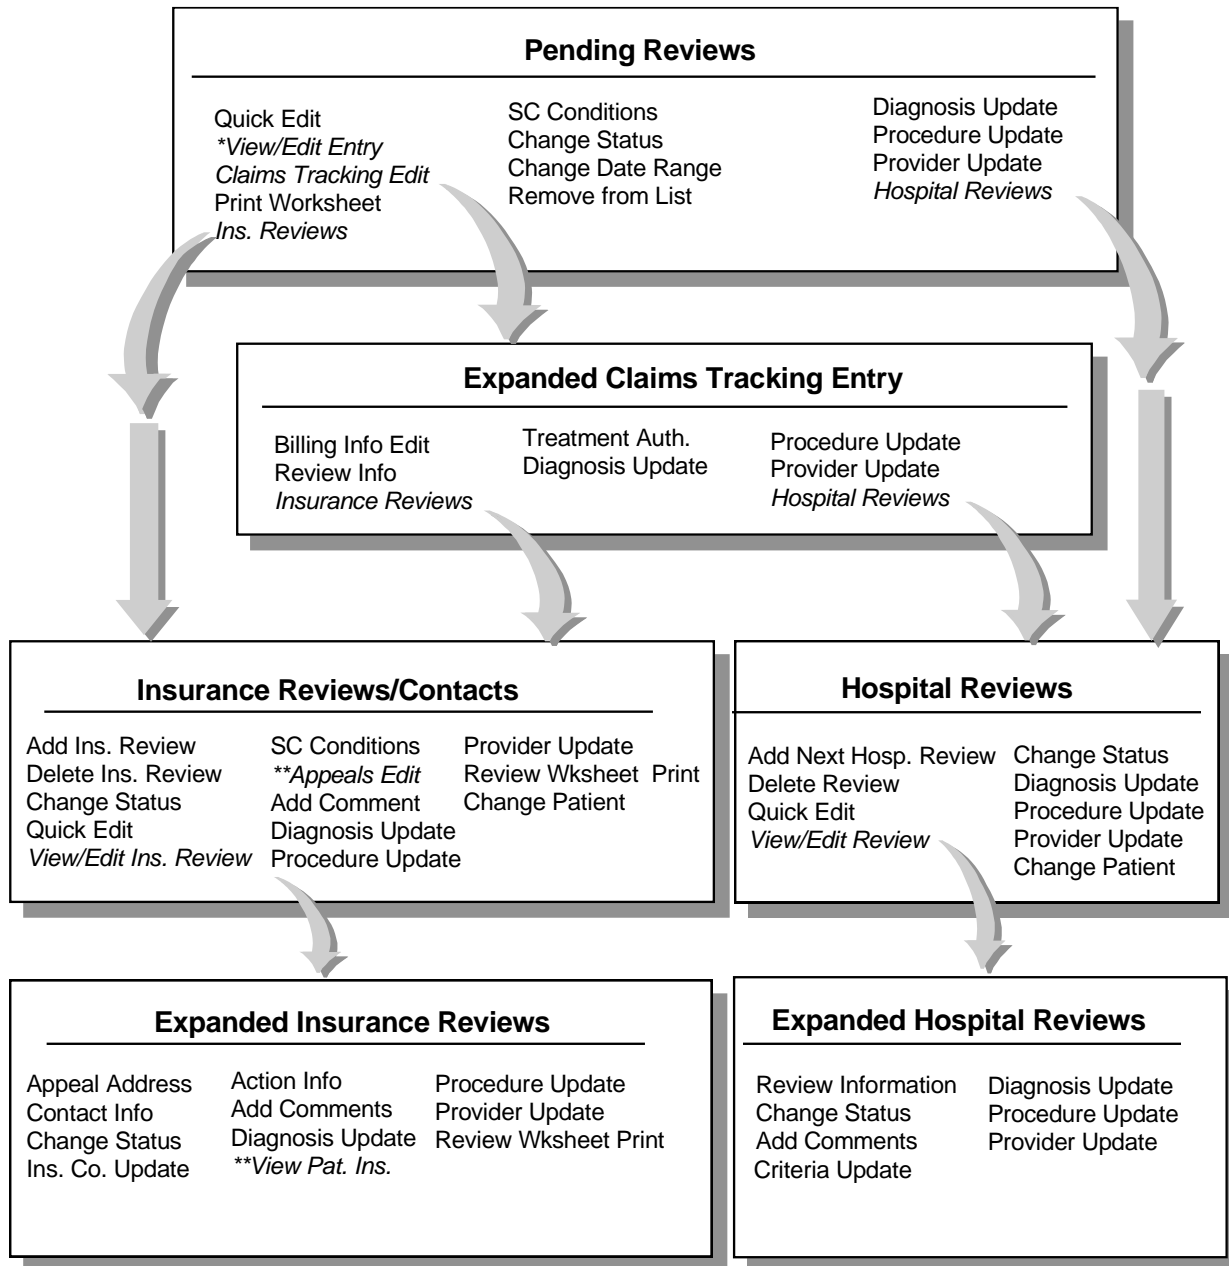 Pending Reviews
Quick Edit
*View/Edit Entry
Claims Tracking Edit
Print Worksheet
Ins. Reviews
SC Conditions
Change Status
Change Date Range
Remove from List
Diagnosis Update
Procedure Update
Provider Update
Hospital Reviews
Expanded Claims Tracking Entry
Billing Info Edit
Review Info
Insurance Reviews
Treatment Auth.
Diagnosis Update
Procedure Update
Provider Update
Hospital Reviews
Insurance Reviews/Contacts
Add Ins. Review
Delete Ins. Review
Change Status
Quick Edit
View/Edit Ins. Review
SC Conditions
**Appeals Edit
Add Comment
Diagnosis Update
Procedure Update
Provider Update
Review Wksheet Print
Change Patient
Hospital Reviews
Add Next Hosp. Review
Delete Review
Quick Edit
View/Edit Review
Change Status
Diagnosis Update
Procedure Update
Provider Update
Change Patient
Expanded Insurance Reviews
Appeal Address
Contact Info
Change Status
Ins. Co. Update
Action Info
Add Comments
Diagnosis Update
**View Pat. Ins.
Procedure Update
Provider Update
Review Wksheet Print
Expanded Hospital Reviews
Review Information
Change Status
Add Comments
Criteria Update
Diagnosis Update
Procedure Update
Provider Update